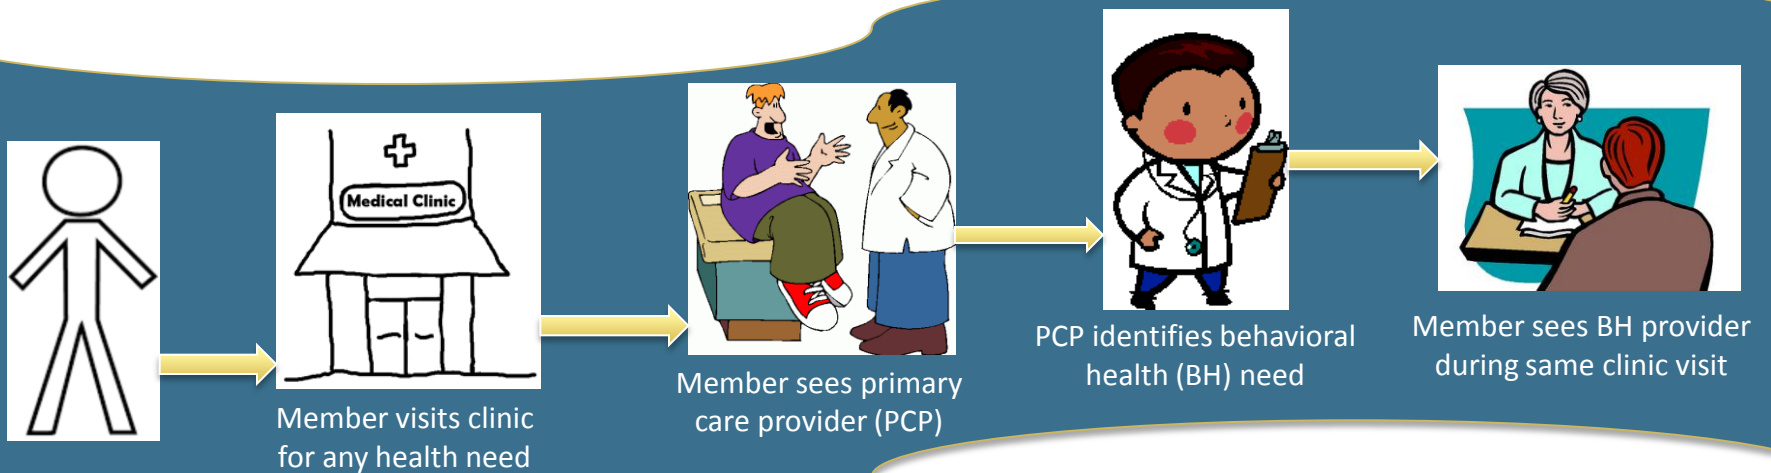 Medical Clinic
Member visits clinic
for any health need
Member sees primary
care provider (PCP)
PCP identifies behavioral
health (BH) need
Member sees BH provider
during same clinic visit